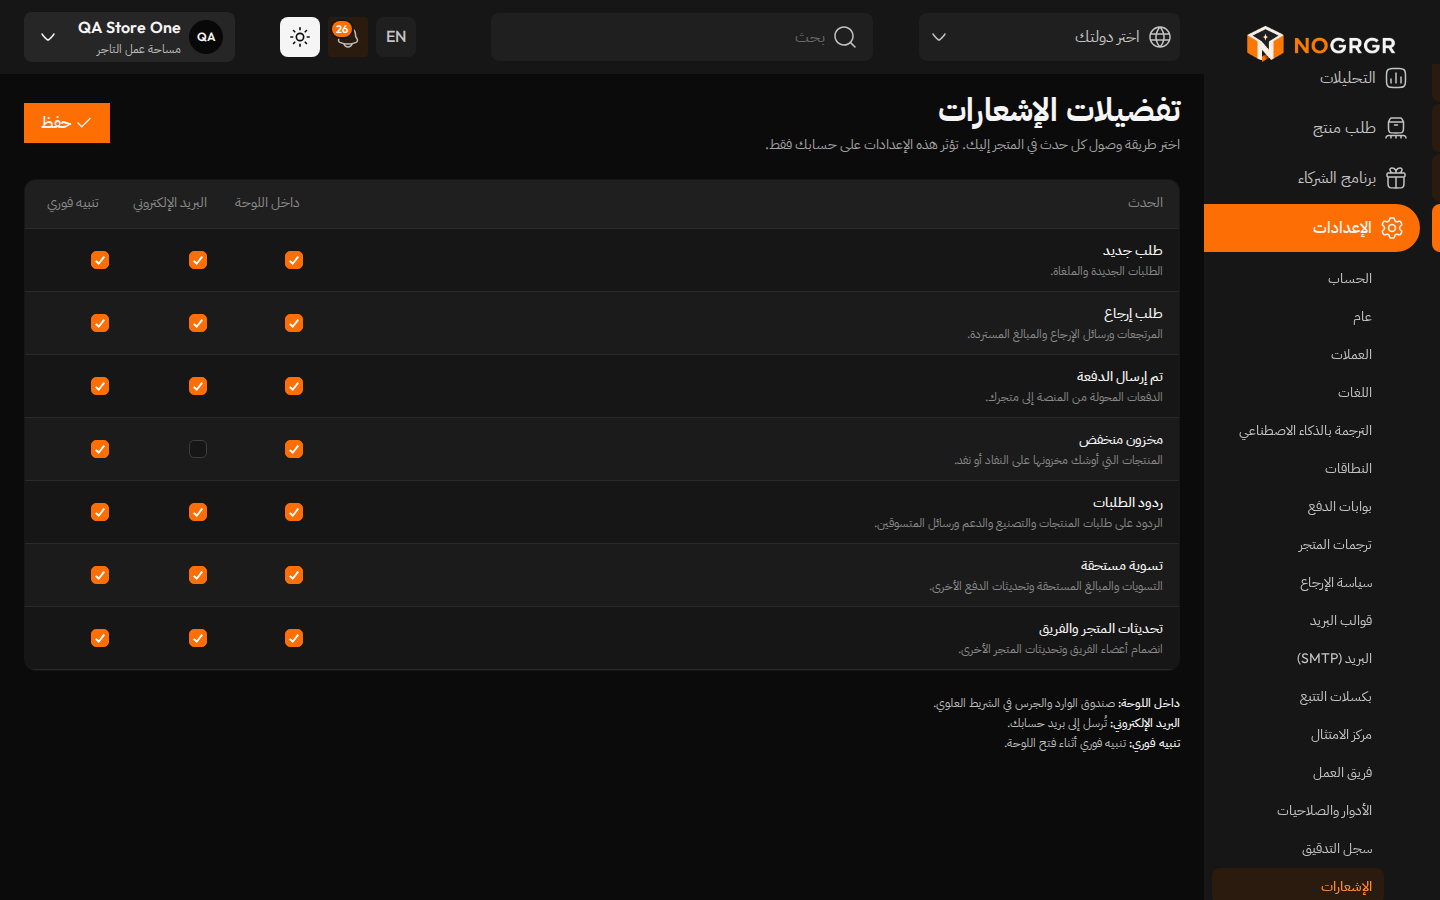 NOGRGR
التحليلات
طلب منتج
برنامج الشركاء
الإعدادات
الحساب
عام
العملات
اللغات
الترجمة بالذكاء الاصطناعي
النطاقات
بوابات الدفع
ترجمات المتجر
سياسة الإرجاع
قوالب البريد
البريد (SMTP)
بكسلات التتبع
مركز الامتثال
فريق العمل
الأدوار والصلاحيات
سجل التدقيق
الإشعارات
اختر دولتك
بحث
EN
26
QA Store One
مساحة عمل التاجر
QA
تفضيلات الإشعارات
اختر طريقة وصول كل حدث في المتجر إليك. تؤثر هذه الإعدادات على حسابك فقط.
حفظ
الحدث داخل اللوحة البريد الإلكتروني تنبيه فوري
طلب جديد
الطلبات الجديدة والملغاة.
طلب إرجاع
المرتجعات ورسائل الإرجاع والمبالغ المستردة.
تم إرسال الدفعة
الدفعات المحولة من المنصة إلى متجرك.
مخزون منخفض
المنتجات التي أوشك مخزونها على النفاد أو نفد.
ردود الطلبات
الردود على طلبات المنتجات والتصنيع والدعم ورسائل المتسوقين.
تسوية مستحقة
التسويات والمبالغ المستحقة وتحديثات الدفع الأخرى.
تحديثات المتجر والفريق
انضمام أعضاء الفريق وتحديثات المتجر الأخرى.
داخل اللوحة: صندوق الوارد والجرس في الشريط العلوي.
البريد الإلكتروني: تُرسل إلى بريد حسابك.
تنبيه فوري: تنبيه فوري أثناء فتح اللوحة.